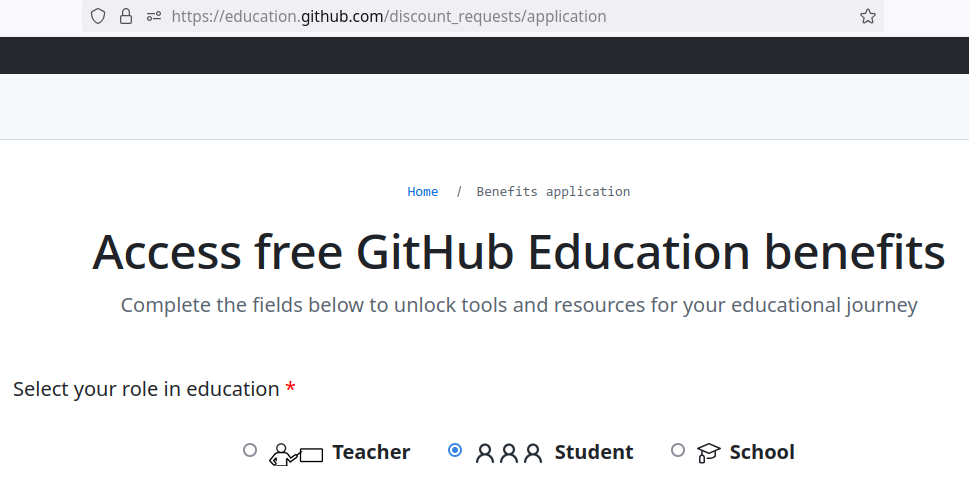 https://education.github.com/discount_requests/application
Home / Benefits application
Access free GitHub Education benefits
Complete the fields below to unlock tools and resources for your educational journey
Select your role in education *
Teacher Student School